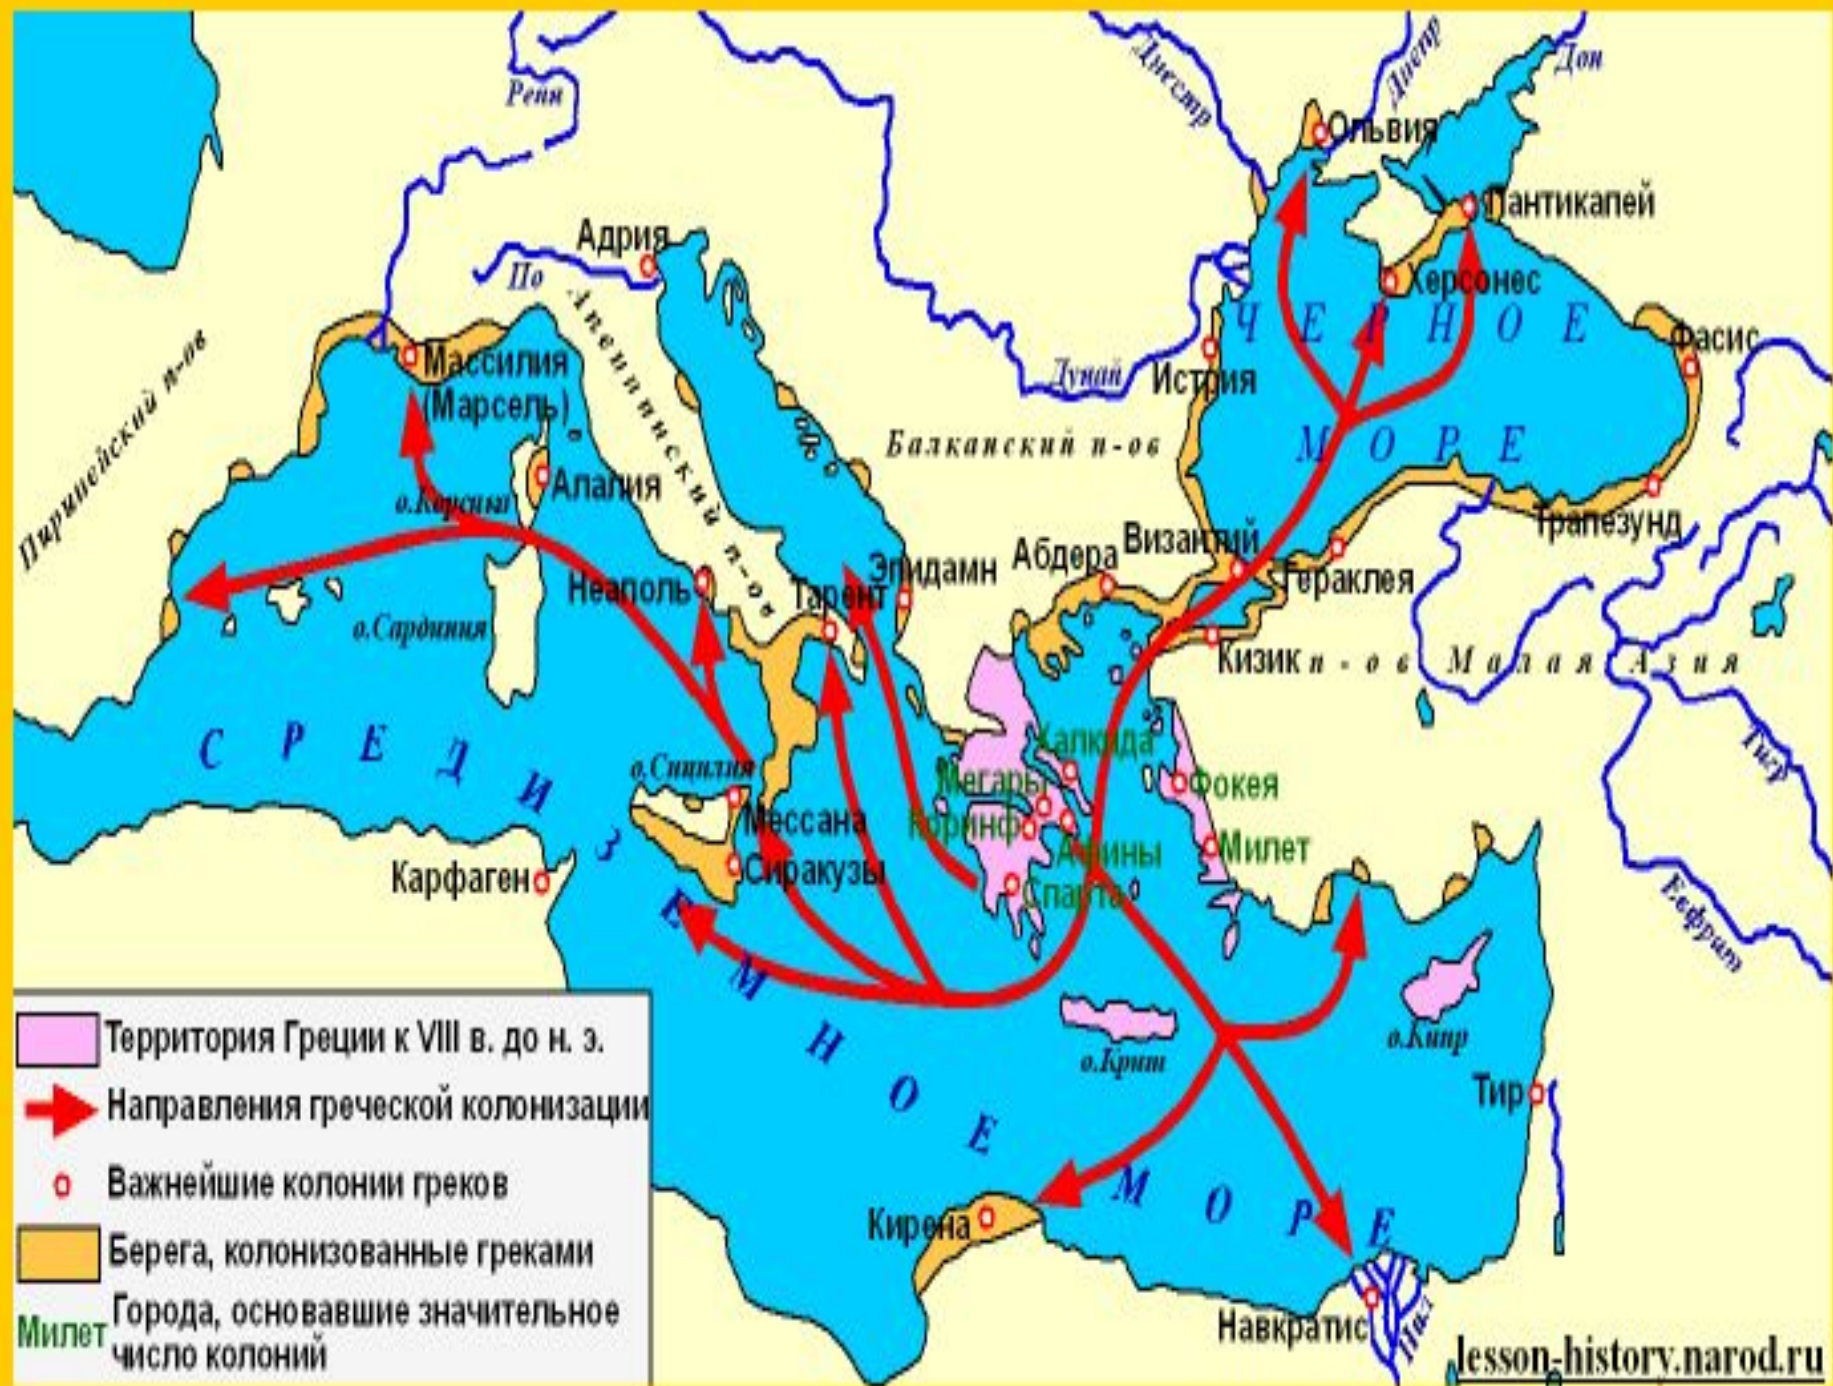 Днестр
Днепр
Дон
Рейн
Ольвия
Пантикапей
Адрия
По
Херсонес
ЧЕРНОЕ
МОРЕ
Фасис
Массилия
(Марсель)
Апеннинский п-ов
Пиринейский п-ов
Истрия
Дунай
Балканский п-ов
Алалия
о.Корсика
Трапезунд
Византий
Абдера
Эпидамн
Гераклея
Неаполь
Тарент
о.Сардиния
Кизик
п-ов Малая Азия
СРЕДИЗЕМНОЕ МОРЕ
о.Сицилия
Халкида
Мегары
Фокея
Тигр
Мессана
Коринф
Афины
Милет
Карфаген
Сиракузы
Спарта
Евфрат
о.Кипр
о.Крит
Тир
Кирена
Навкратис
Нил
Территория Греции к VIII в. до н. э.
Направления греческой колонизации
Важнейшие колонии греков
Берега, колонизованные греками
Милет
Города, основавшие значительное
число колоний
lesson-history.narod.ru